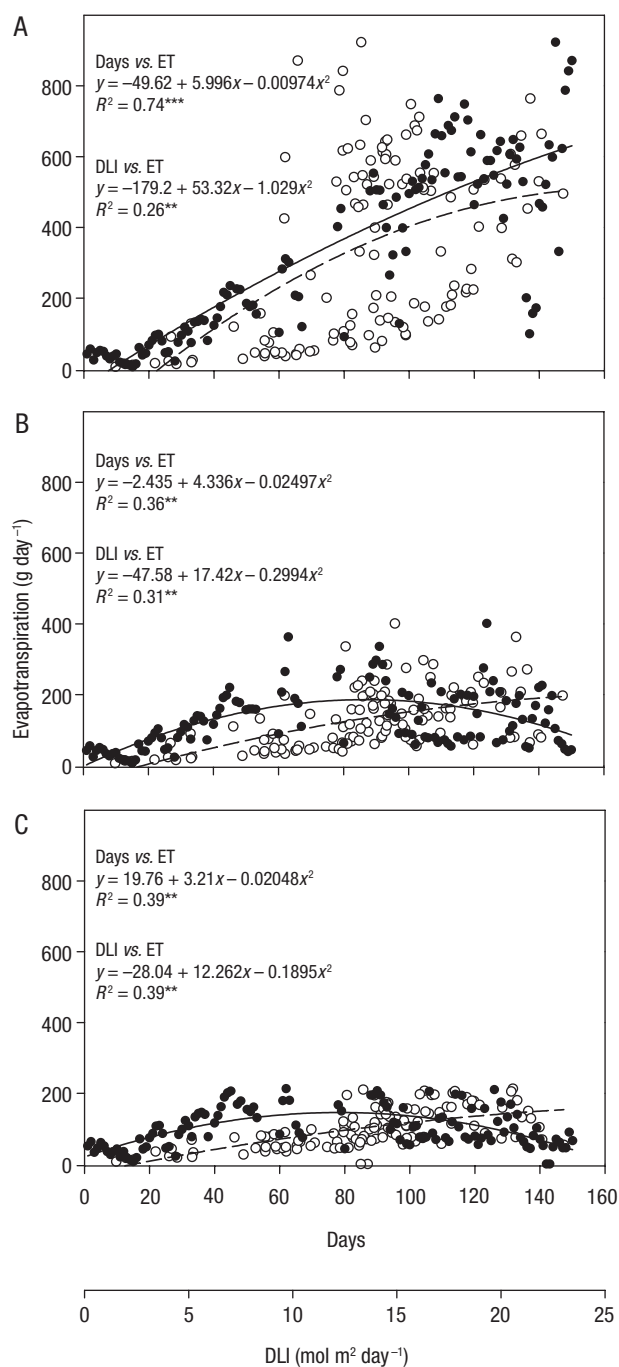 A
Days vs. ET
y = −49.62 + 5.996x − 0.00974x²
R² = 0.74***
DLI vs. ET
y = −179.2 + 53.32 − 1.029x²
R² = 0.26**
800
600
400
200
0
B
Days vs. ET
y = −2.435 + 4.336x − 0.02497x²
R² = 0.36**
DLI vs. ET
y = −47.58 + 17.42x − 0.2994x²
R² = 0.31**
800
600
400
200
0
Evapotranspiration (g day⁻¹)
C
Days vs. ET
y = 19.76 + 3.21x − 0.02048x²
R² = 0.39**
DLI vs. ET
y = −28.04 + 12.262x − 0.1895x²
R² = 0.39**
800
600
400
200
0
0 20 40 60 80 100 120 140 160
Days
0 5 10 15 23 25
DLI (mol m² day⁻¹)